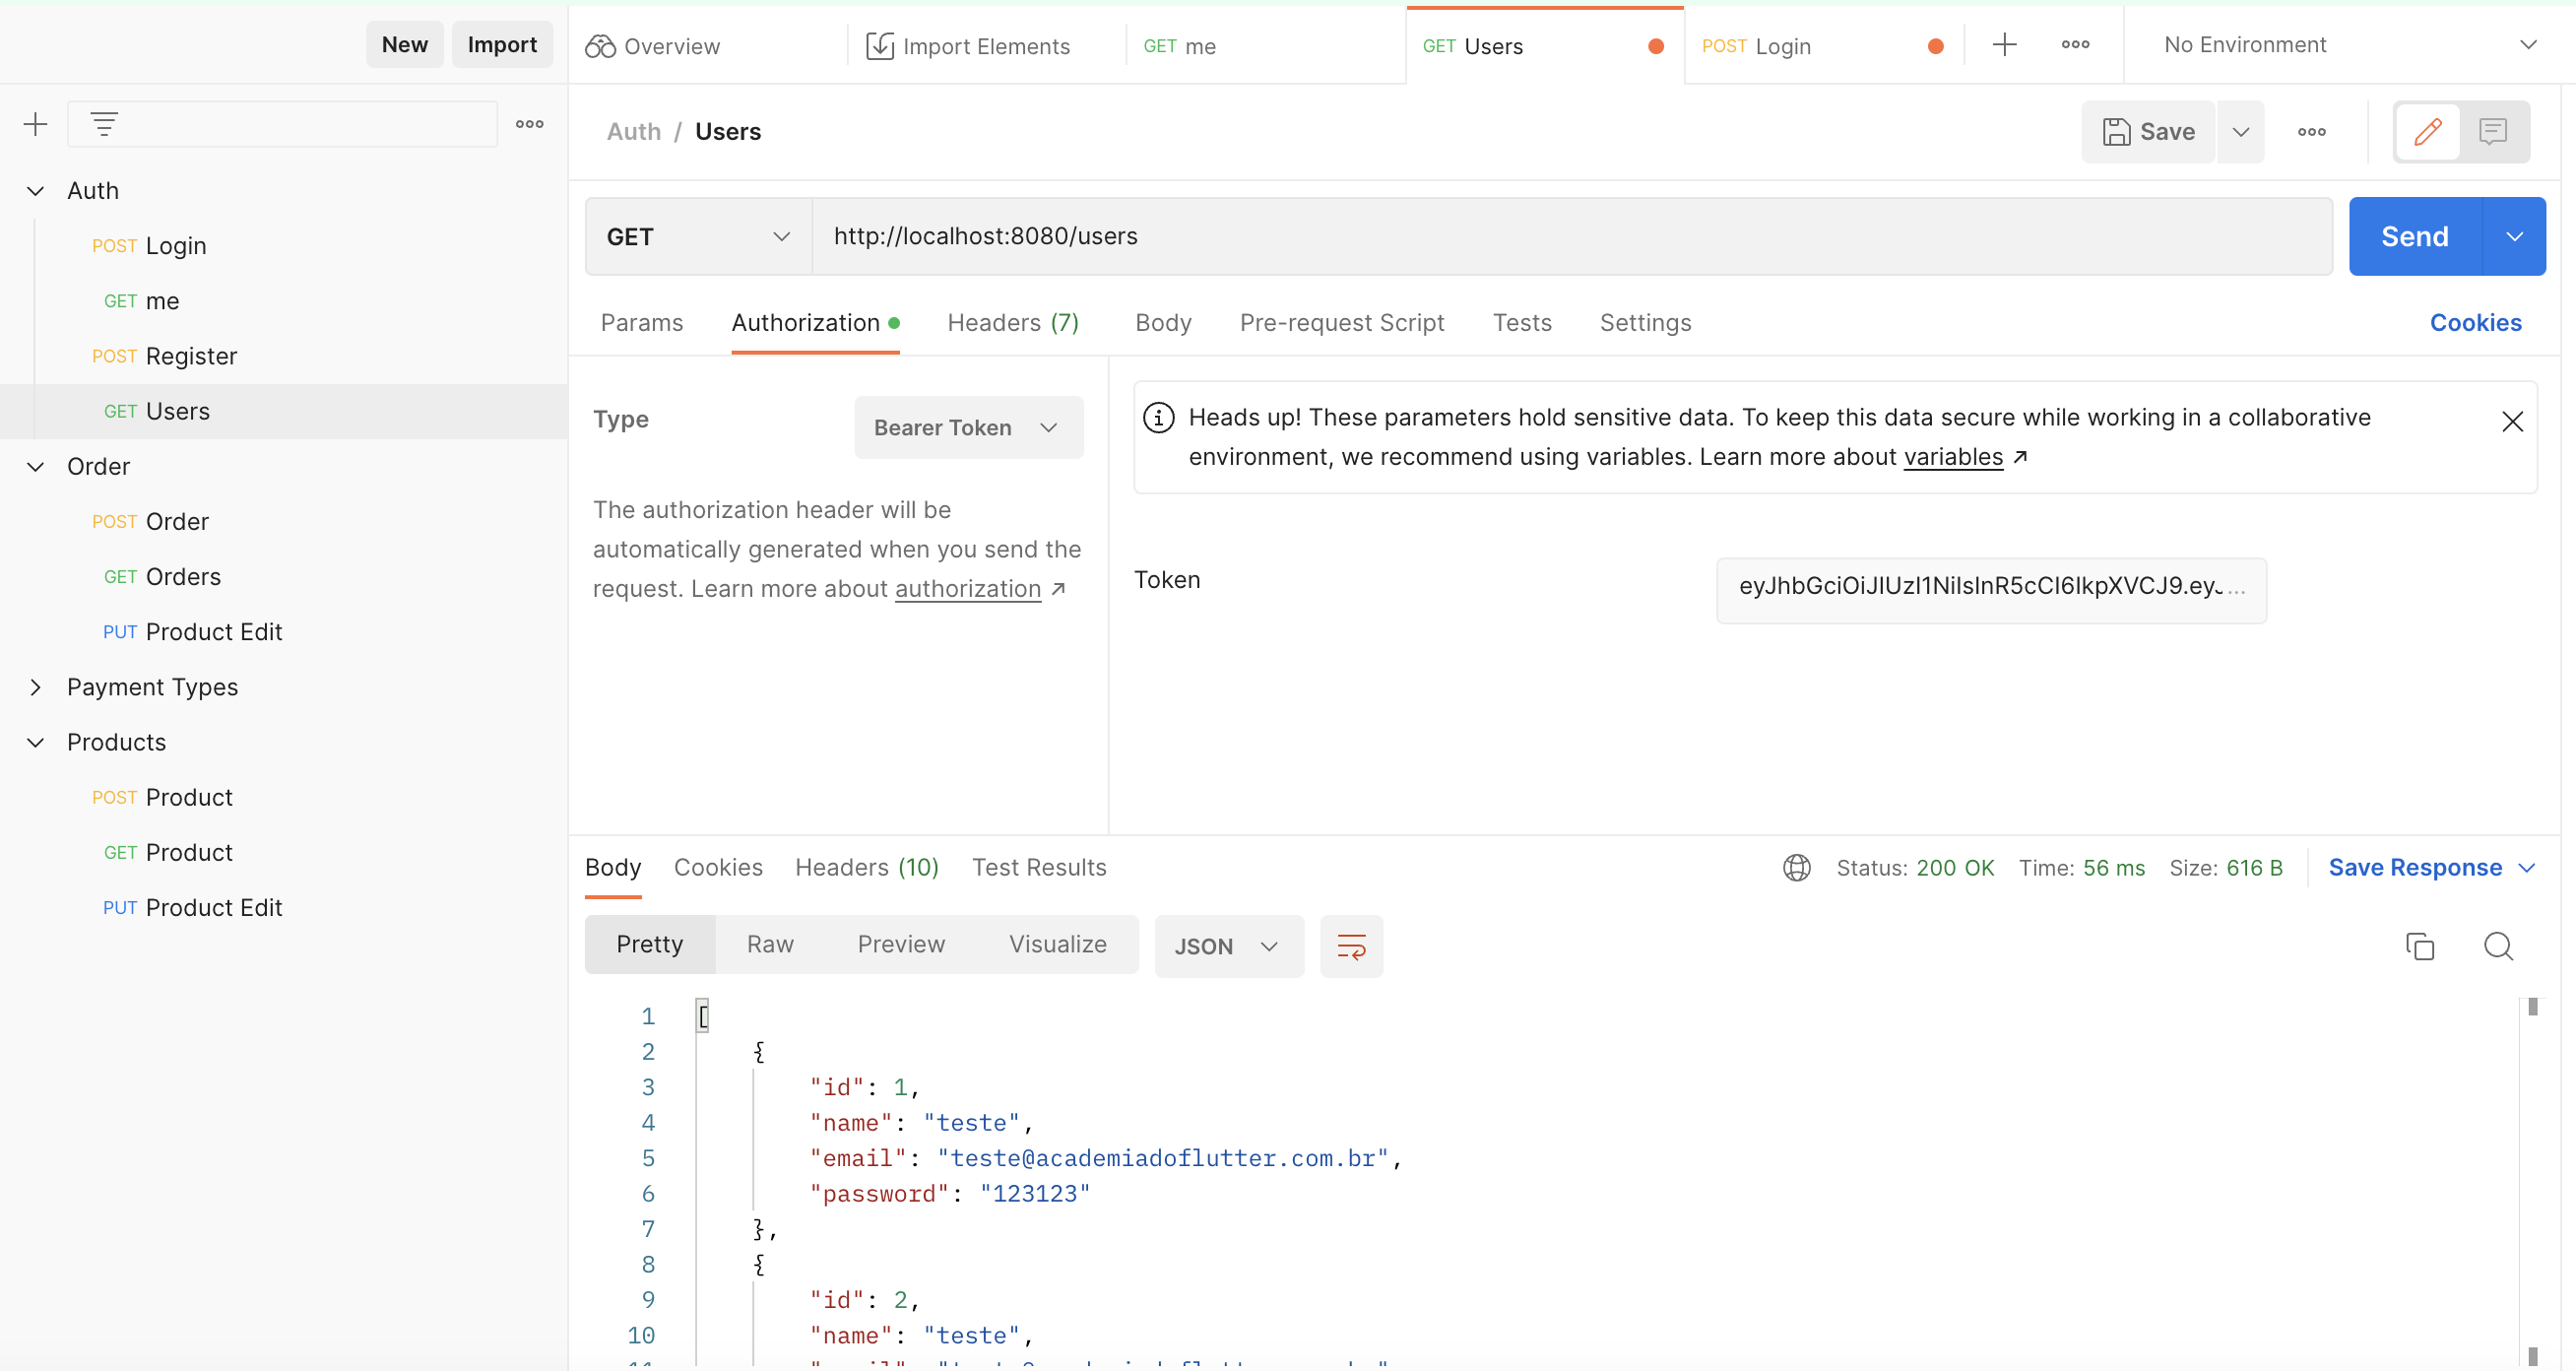 New Import
Overview Import Elements GET me GET Users POST Login No Environment
Auth / Users Save
Auth
POST Login
GET me
POST Register
GET Users
Order
POST Order
GET Orders
PUT Product Edit
Payment Types
Products
POST Product
GET Product
PUT Product Edit
GET http://localhost:8080/users Send
Params Authorization Headers (7) Body Pre-request Script Tests Settings Cookies
Type Bearer Token
The authorization header will be
automatically generated when you send the
request. Learn more about authorization ↗
Heads up! These parameters hold sensitive data. To keep this data secure while working in a collaborative
environment, we recommend using variables. Learn more about variables ↗
Token eyJhbGciOiJIUzI1NiIsInR5cCI6IkpXVCJ9.eyJ...
Body Cookies Headers (10) Test Results Status: 200 OK Time: 56 ms Size: 616 B Save Response
Pretty Raw Preview Visualize JSON
1 [
2 {
3 "id": 1,
4 "name": "teste",
5 "email": "teste@academiadoflutter.com.br",
6 "password": "123123"
7 },
8 {
9 "id": 2,
10 "name": "teste",